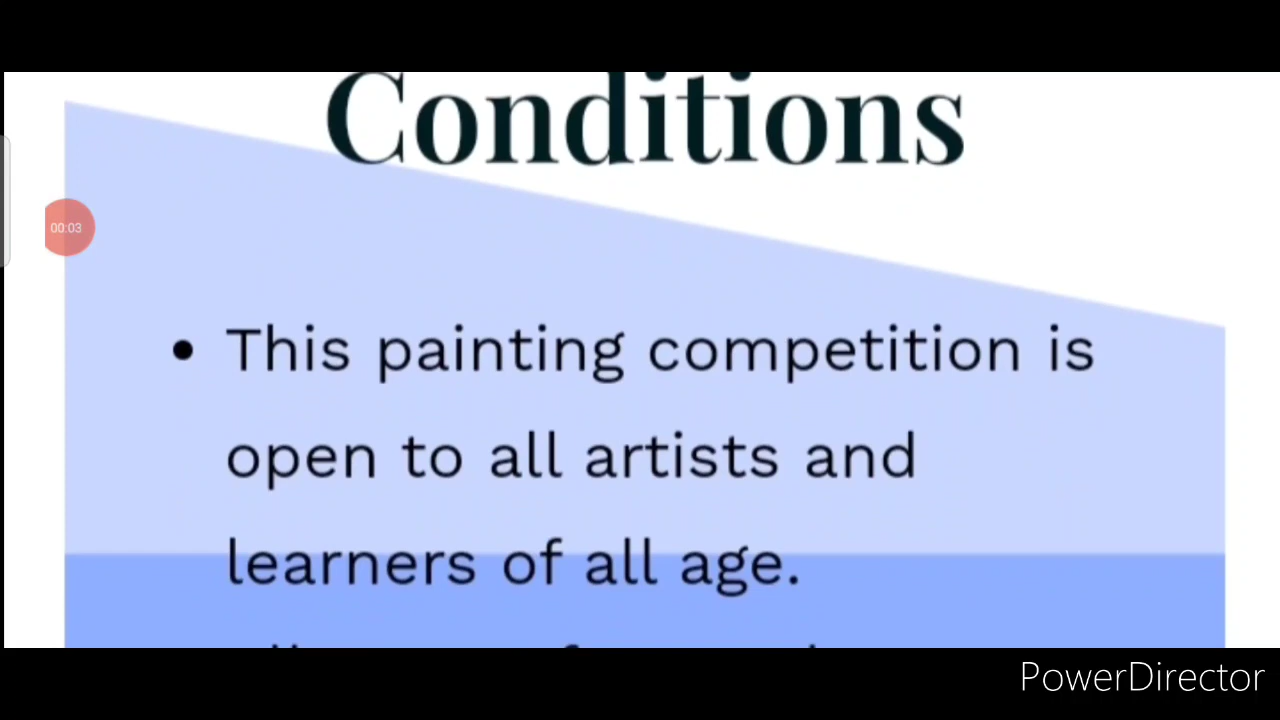 Conditions
00:03
• This painting competition is
open to all artists and
learners of all age.
PowerDirector